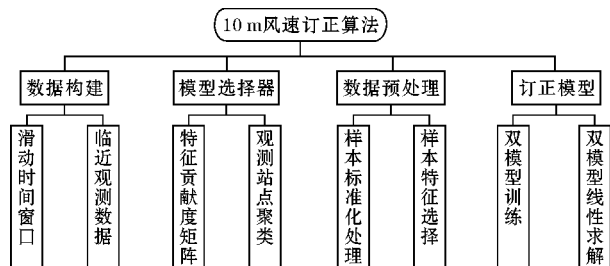 10 m风速订正算法
数据构建
模型选择器
数据预处理
订正模型
滑动时间窗口
临近观测数据
特征贡献度矩阵
观测站点聚类
样本标准化处理
样本特征选择
双模型训练
双模型线性求解